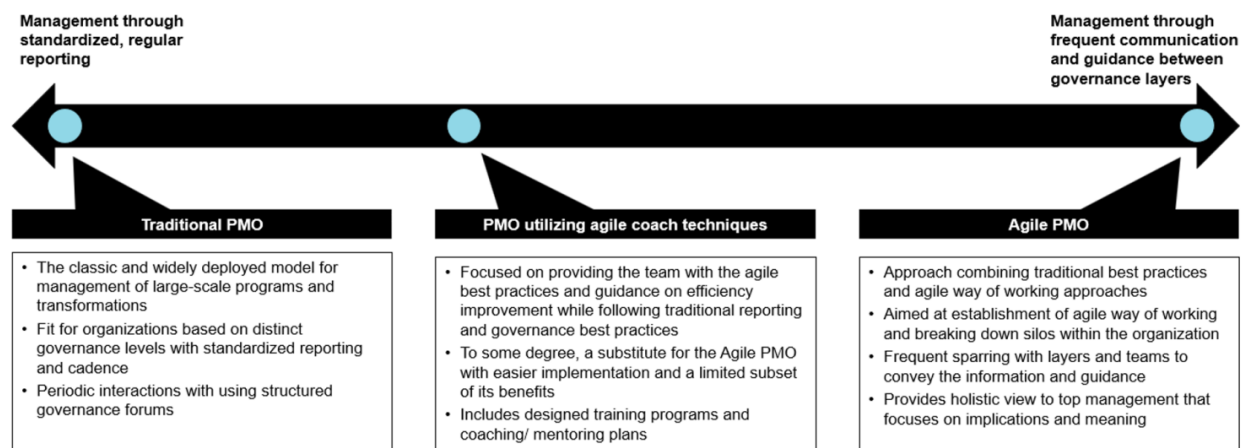 Management through
standardized, regular
reporting
Management through
frequent communication
and guidance between
governance layers
Traditional PMO
• The classic and widely deployed model for
management of large-scale programs and
transformations
• Fit for organizations based on distinct
governance levels with standardized reporting
and cadence
• Periodic interactions with using structured
governance forums
PMO utilizing agile coach techniques
• Focused on providing the team with the agile
best practices and guidance on efficiency
improvement while following traditional reporting
and governance best practices
• To some degree, a substitute for the Agile PMO
with easier implementation and a limited subset
of its benefits
• Includes designed training programs and
coaching/ mentoring plans
Agile PMO
• Approach combining traditional best practices
and agile way of working approaches
• Aimed at establishment of agile way of working
and breaking down silos within the organization
• Frequent sparring with layers and teams to
convey the information and guidance
• Provides holistic view to top management that
focuses on implications and meaning